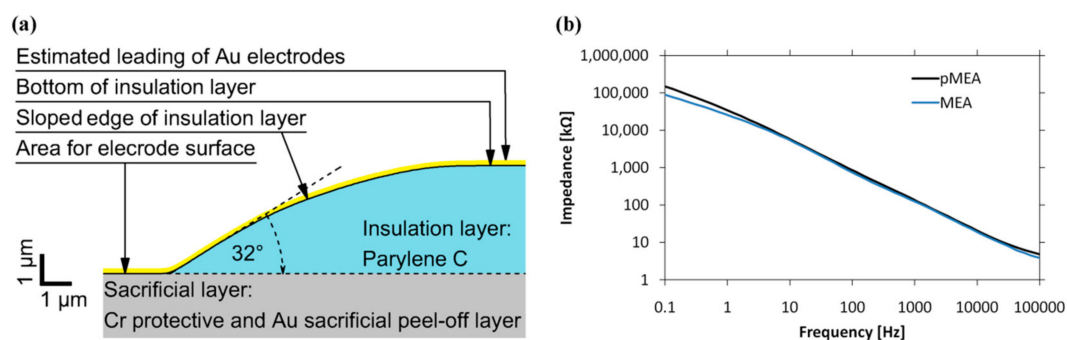 (a)
Estimated leading of Au electrodes
Bottom of insulation layer
Sloped edge of insulation layer
Area for elecrode surface
32°
Insulation layer:
Parylene C
1 μm
1 μm
Sacrificial layer:
Cr protective and Au sacrificial peel-off layer
(b)
Impedance [kΩ]
1,000,000
100,000
10,000
1,000
100
10
1
pMEA
MEA
0.1 1 10 100 1000 10000 100000
Frequency [Hz]